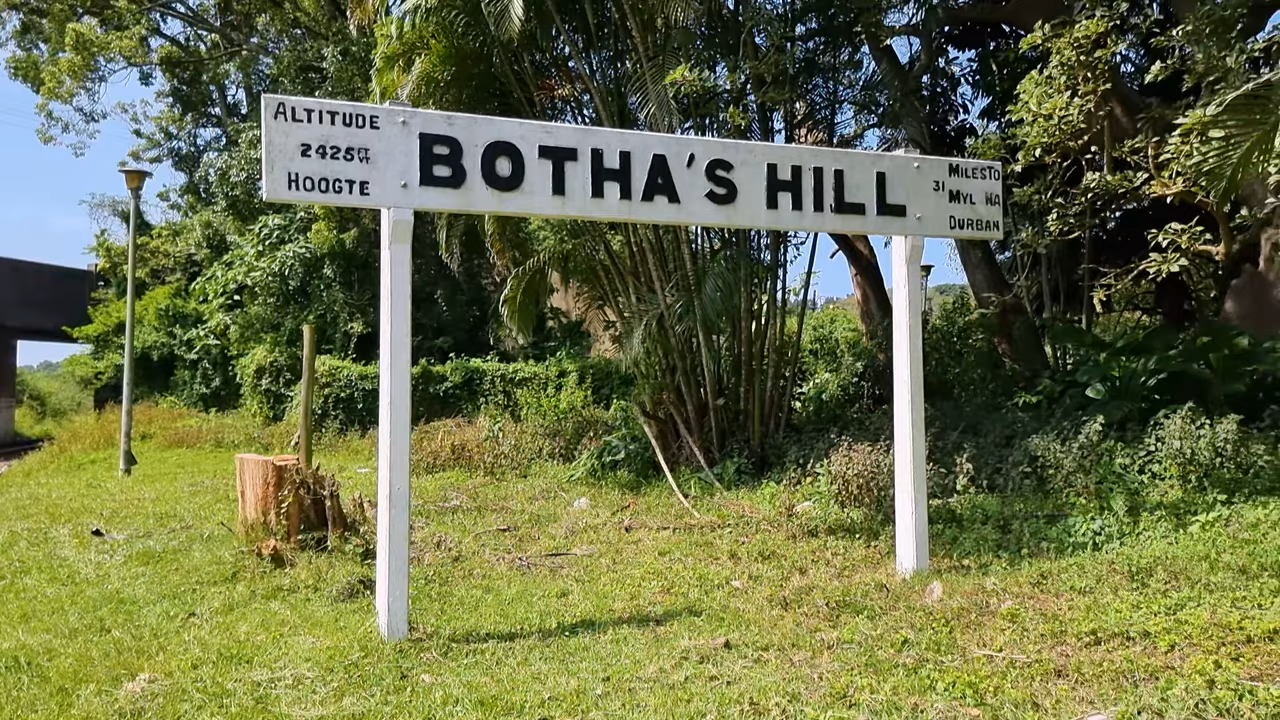 ALTITUDE
2425 FT
HOOGTE
BOTHA'S HILL
MILES TO
31
MYL NA
DURBAN